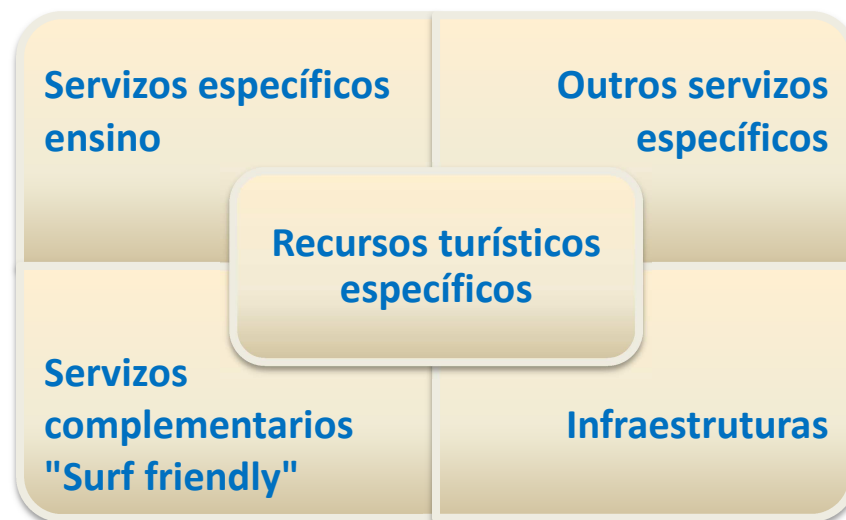 Servizos específicos
ensino
Outros servizos
específicos
Recursos turísticos
específicos
Servizos
complementarios
"Surf friendly"
Infraestruturas